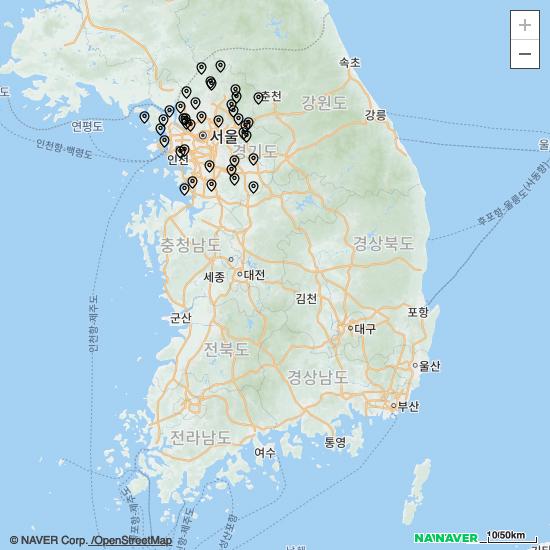 +
−
속초
춘천
강원도
연평도
강릉
서울
인천항-백령도
인천
경기도
울
후포항-울릉도(사동항)
충청남도
경상북도
세종
대전
김천
인천항-제주도
군산
포항
대구
전북도
경상남도
울산
부산
전라남도
통영
여수
© NAVER Corp. /OpenStreetMap
NAVER
10/50km